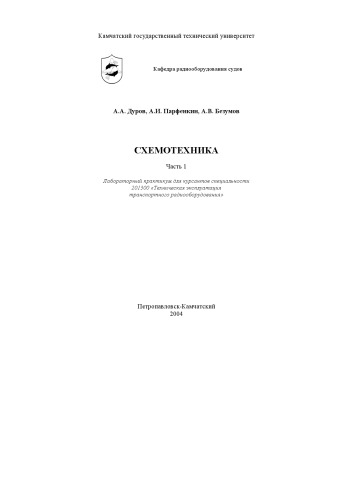 Камчатский государственный технический университет
Кафедра радиооборудования судов
А.А. Дуров, А.И. Парфенкин, А.В. Безумов
СХЕМОТЕХНИКА
Часть 1
Лабораторный практикум для курсантов специальности
201300 «Техническая эксплуатация
транспортного радиооборудования»
Петропавловск-Камчатский
2004